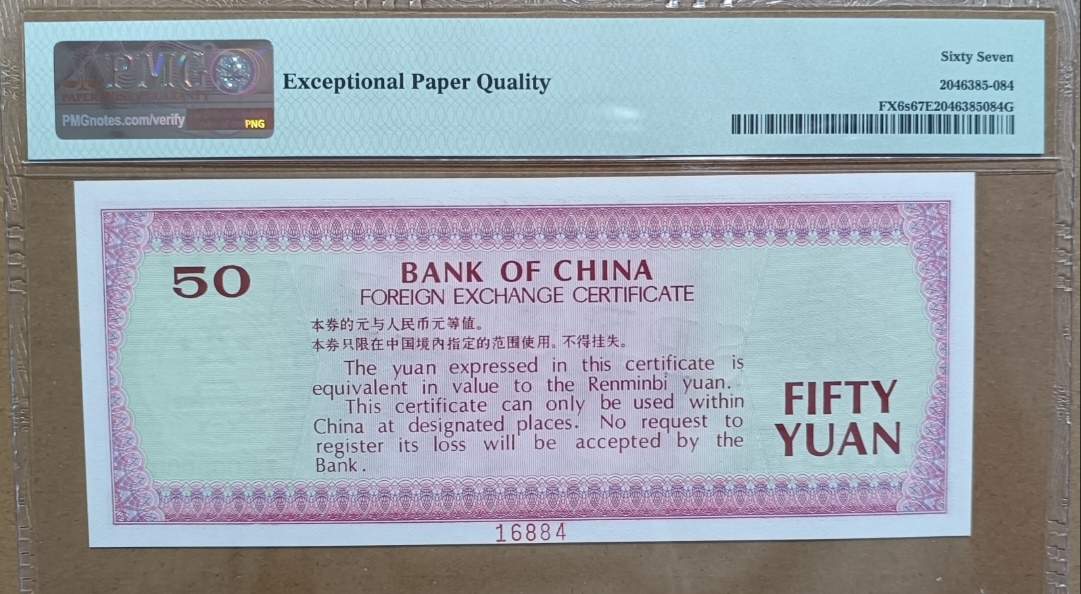 PMG
PAPER MONEY GUARANTY
PMGnotes.com/verify
PNG
Exceptional Paper Quality
Sixty Seven
2046385-084
FX6s67E2046385084G
50
BANK OF CHINA
FOREIGN EXCHANGE CERTIFICATE
本券的元与人民币元等值。
本券只限在中国境内指定的范围使用。不得挂失。
The yuan expressed in this certificate is
equivalent in value to the Renminbi yuan.
This certificate can only be used within
China at designated places. No request to
register its loss will be accepted by the
Bank.
FIFTY
YUAN
16884